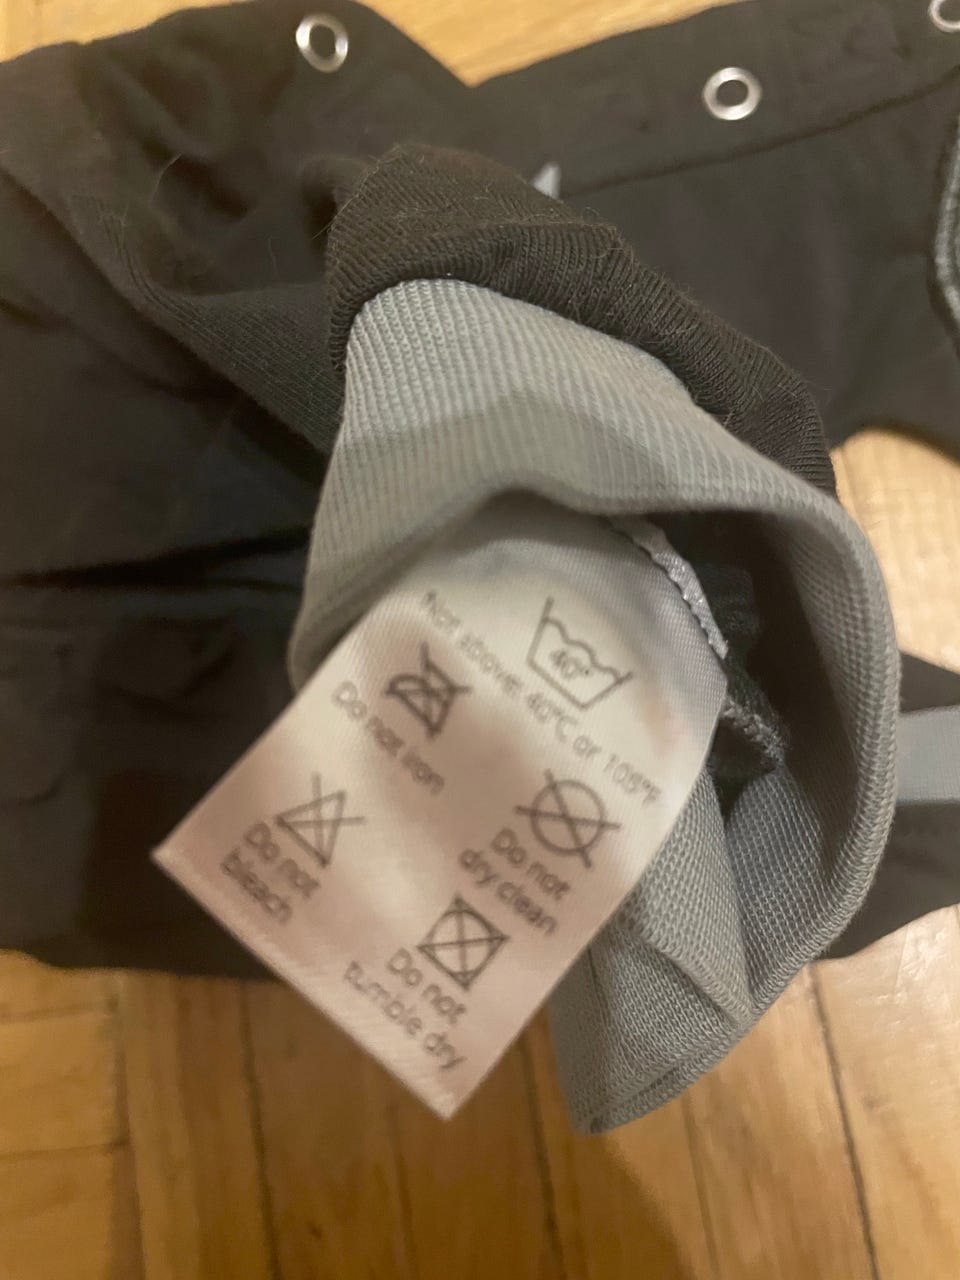 40°
Not above: 40°C or 105°F
Do not iron
Do not
dry clean
Do not
bleach
Do not
tumble dry